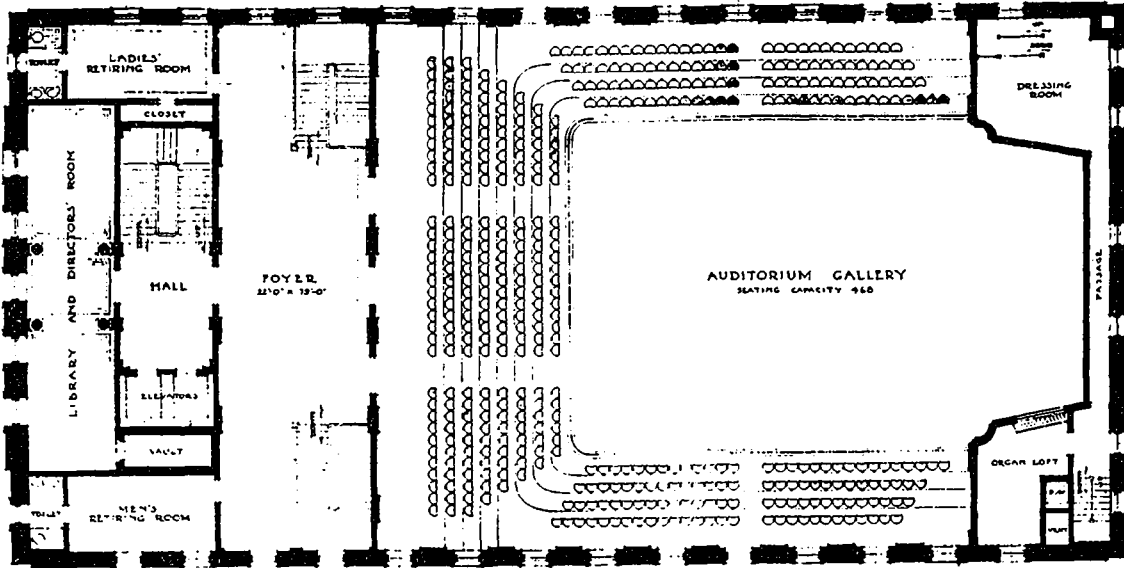 TOILET
LADIES'
RETIRING ROOM
CLOSET
LIBRARY AND DIRECTORS' ROOM
HALL
ELEVATORS
VAULT
TOILET
MEN'S
RETIRING ROOM
FOYER
AUDITORIUM GALLERY
SEATING CAPACITY 468
DRESSING
ROOM
PASSAGE
ORGAN LOFT